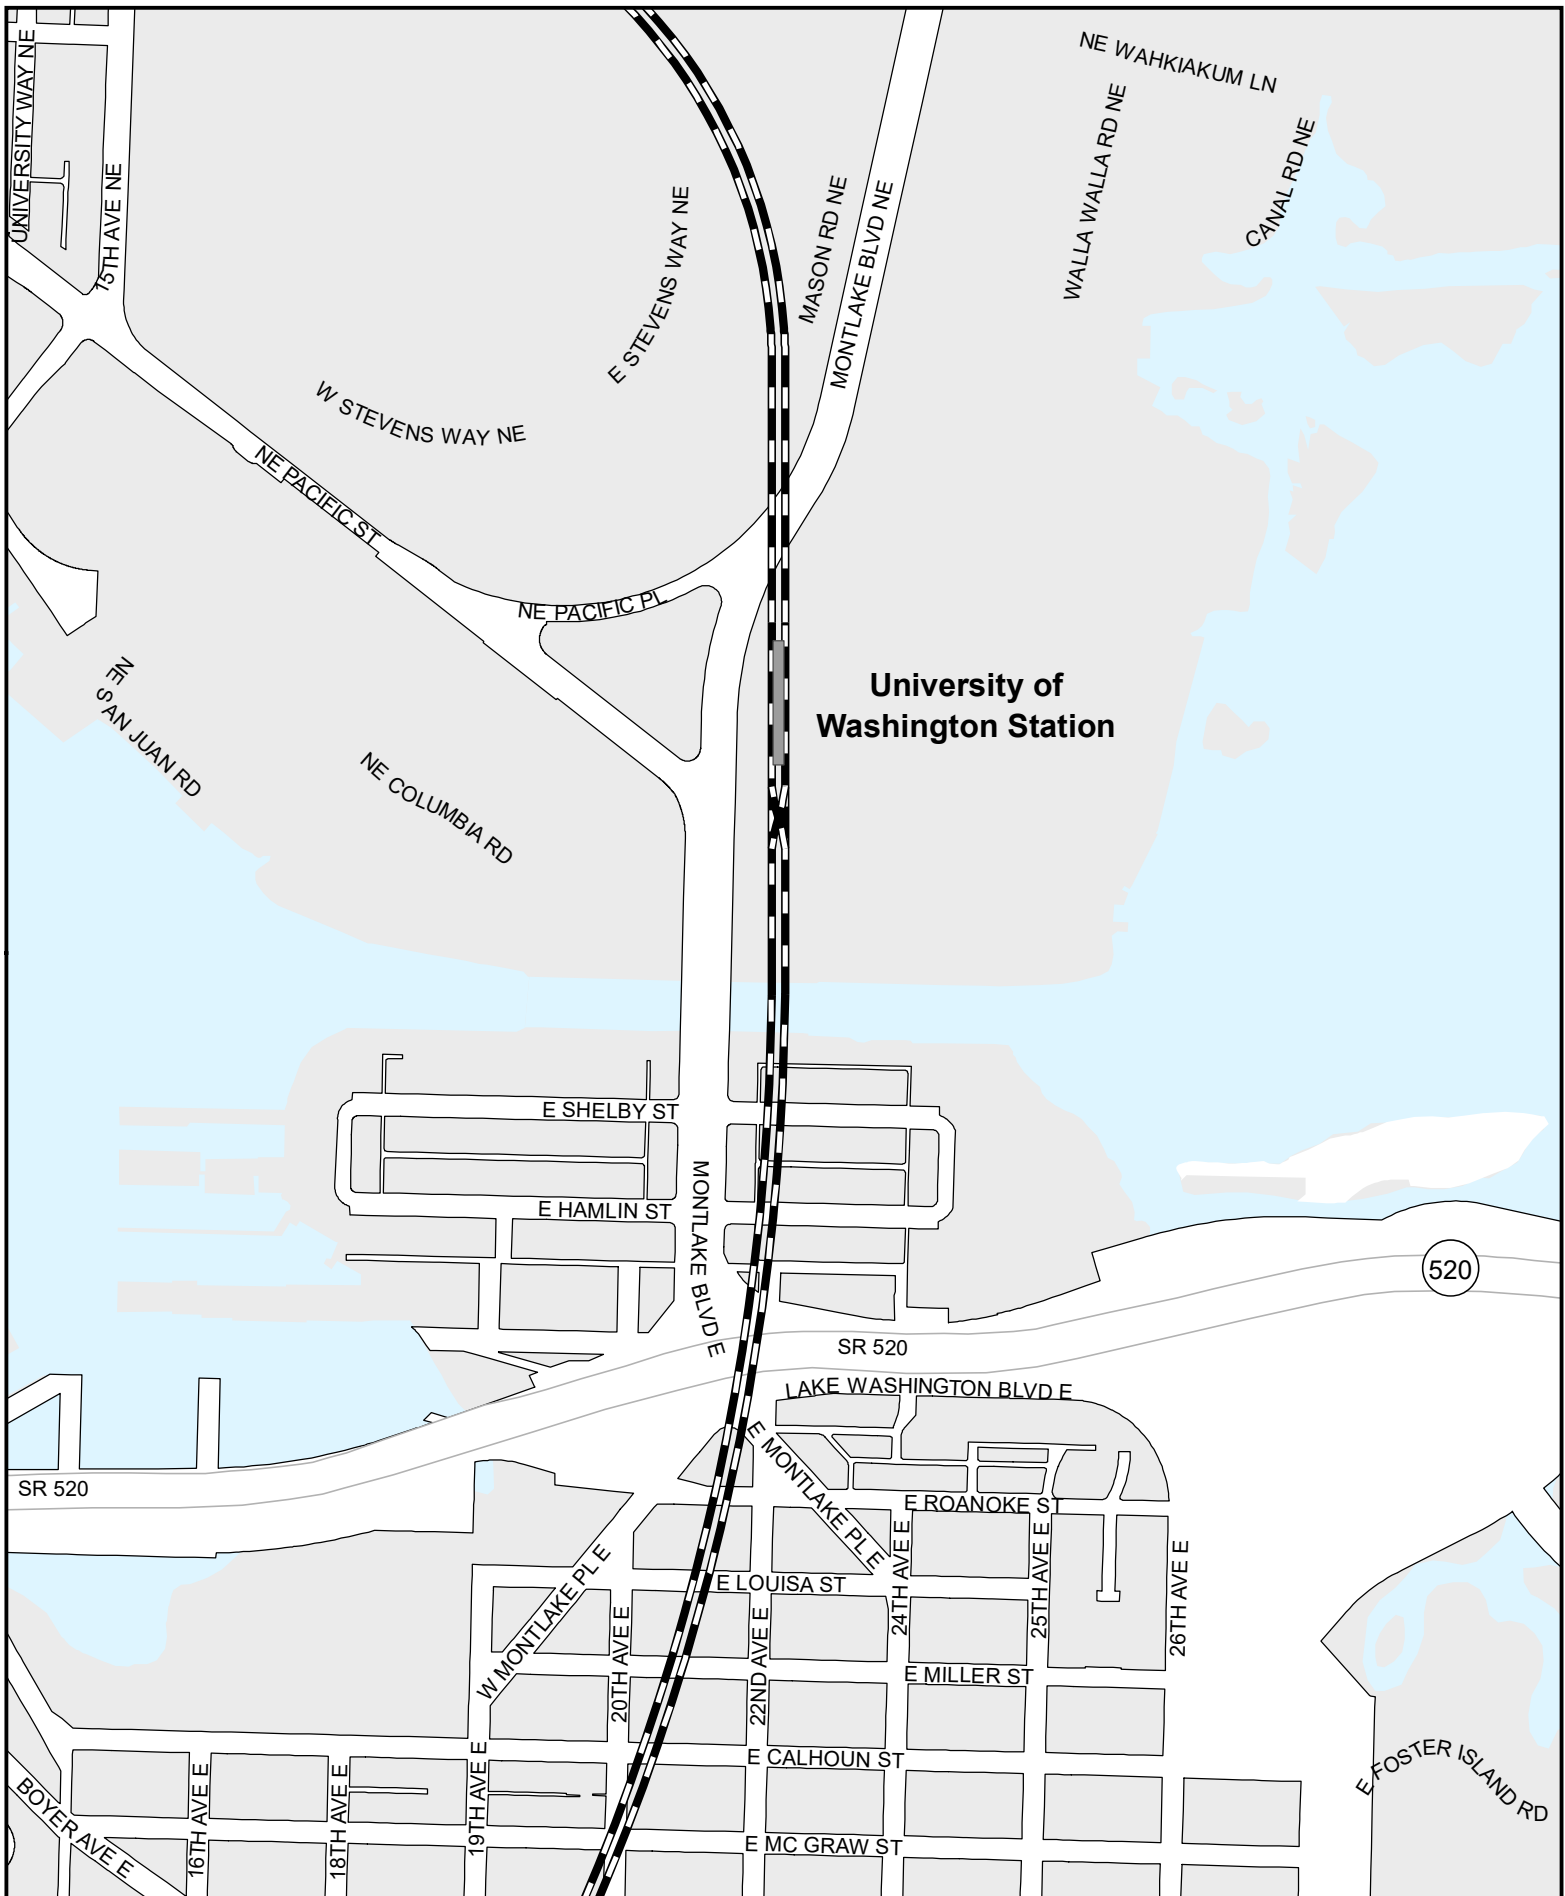 NE WAHKIAKUM LN
UNIVERSITY WAY NE
15TH AVE NE
WALLA WALLA RD NE
CANAL RD NE
E STEVENS WAY NE
MASON RD NE
MONTLAKE BLVD NE
W STEVENS WAY NE
NE PACIFIC ST
NE PACIFIC PL
NE SAN JUAN RD
NE COLUMBIA RD
University of
Washington Station
E SHELBY ST
E HAMLIN ST
MONTLAKE BLVD E
520
SR 520
LAKE WASHINGTON BLVD E
E MONTLAKE PL E
SR 520
E ROANOKE ST
W MONTLAKE PL E
E LOUISA ST
24TH AVE E
25TH AVE E
26TH AVE E
20TH AVE E
22ND AVE E
E MILLER ST
E CALHOUN ST
E FOSTER ISLAND RD
BOYER AVE E
16TH AVE E
18TH AVE E
19TH AVE E
E MC GRAW ST